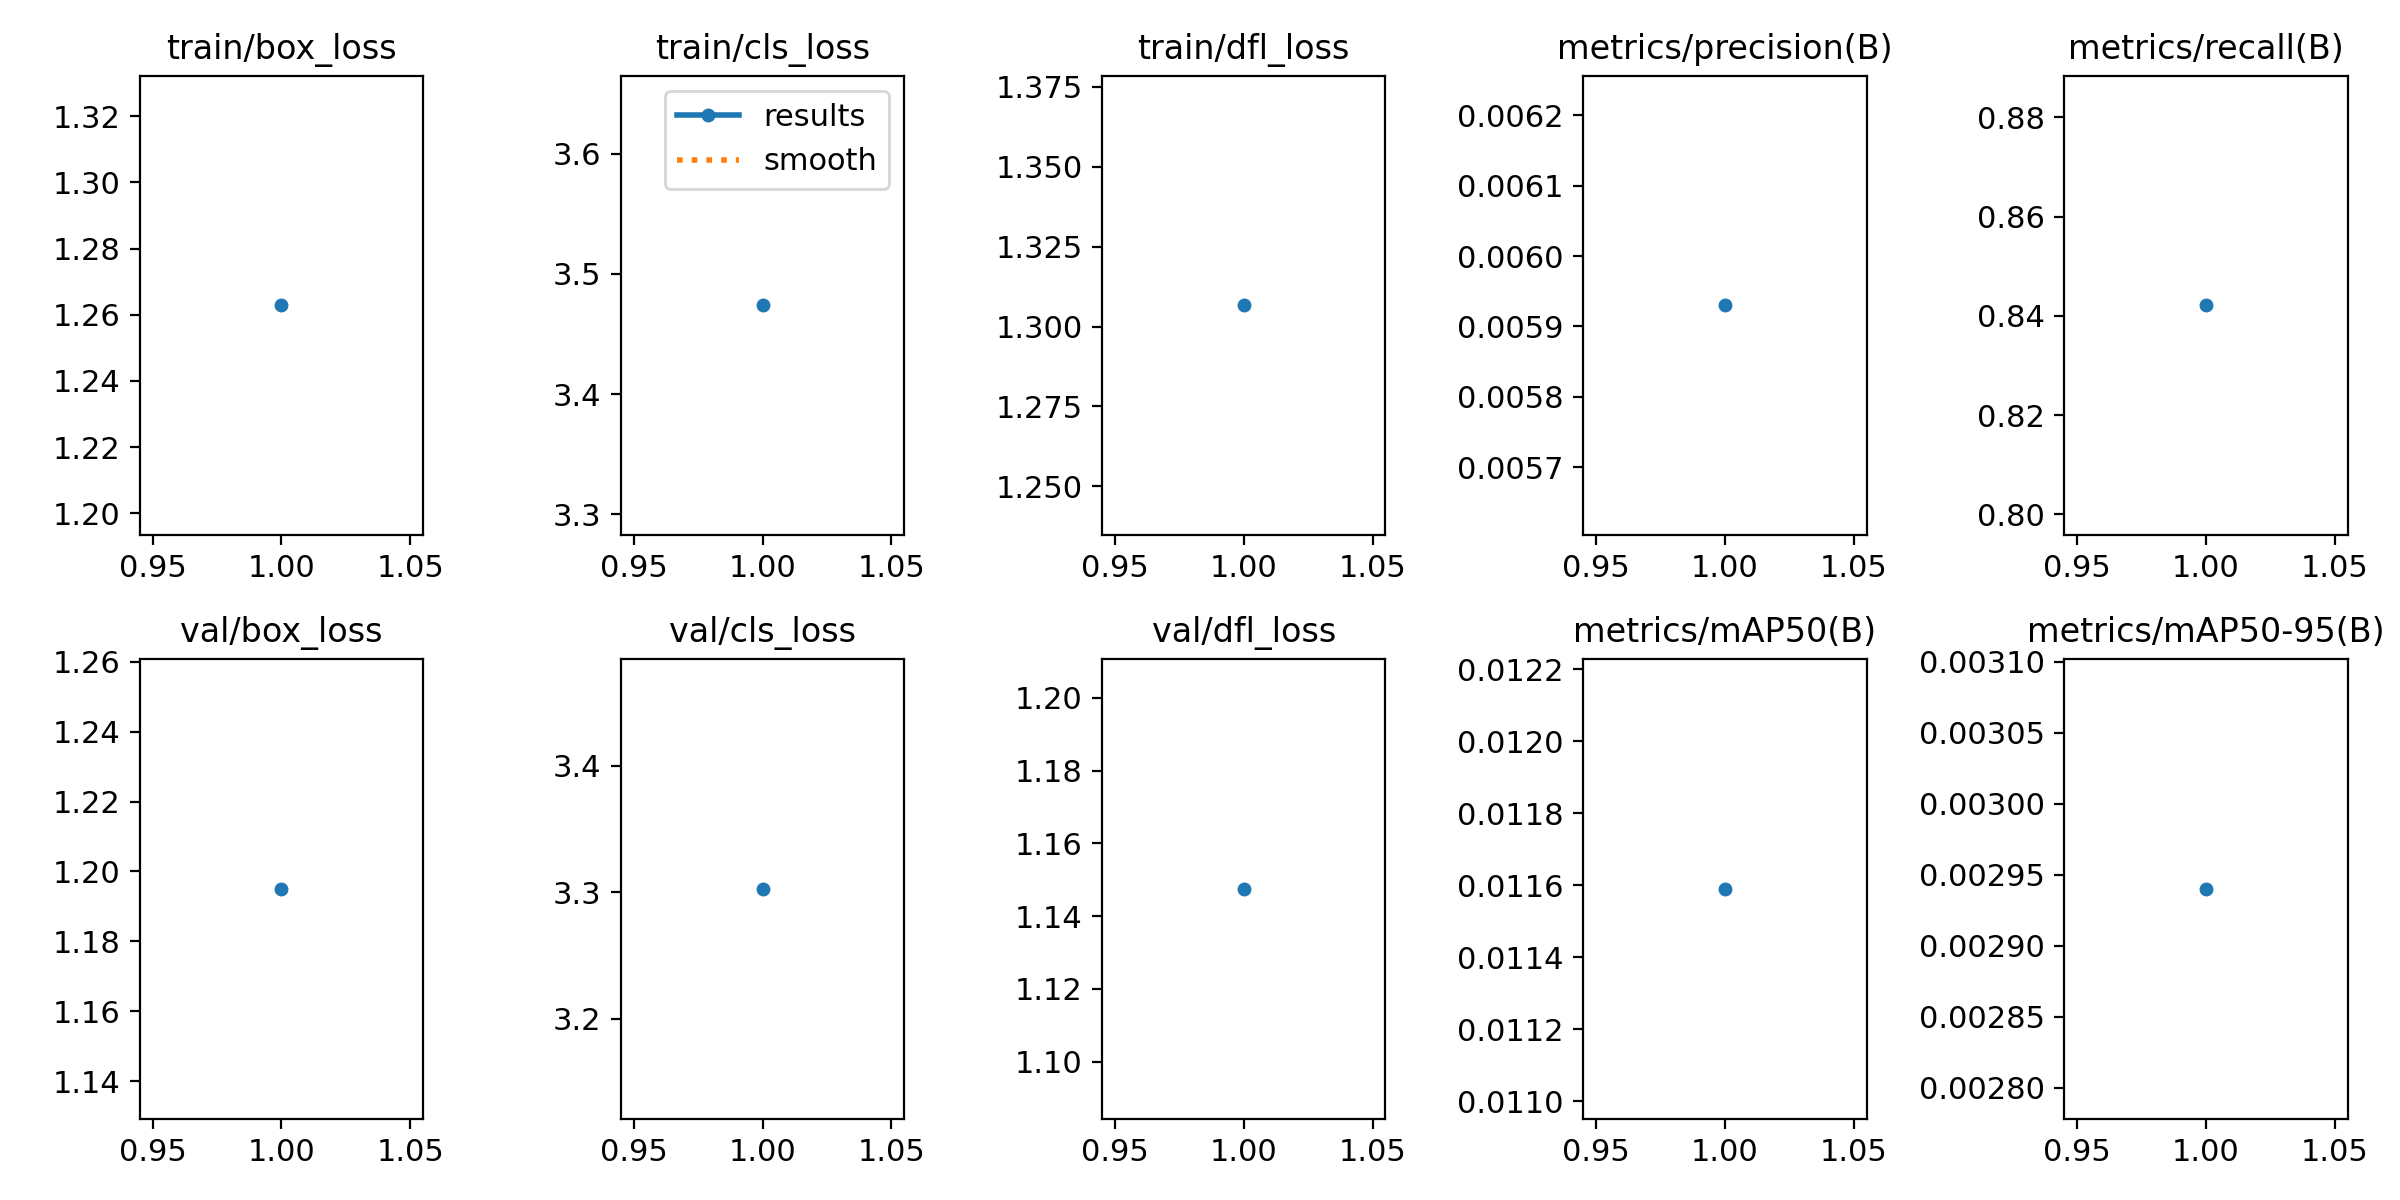 train/box_loss
1.32
1.30
1.28
1.26
1.24
1.22
1.20
0.95 1.00 1.05
train/cls_loss
results
smooth
3.6
3.5
3.4
3.3
0.95 1.00 1.05
train/dfl_loss
1.375
1.350
1.325
1.300
1.275
1.250
0.95 1.00 1.05
metrics/precision(B)
0.0062
0.0061
0.0060
0.0059
0.0058
0.0057
0.95 1.00 1.05
metrics/recall(B)
0.88
0.86
0.84
0.82
0.80
0.95 1.00 1.05
val/box_loss
1.26
1.24
1.22
1.20
1.18
1.16
1.14
0.95 1.00 1.05
val/cls_loss
3.4
3.3
3.2
0.95 1.00 1.05
val/dfl_loss
1.20
1.18
1.16
1.14
1.12
1.10
0.95 1.00 1.05
metrics/mAP50(B)
0.0122
0.0120
0.0118
0.0116
0.0114
0.0112
0.0110
0.95 1.00 1.05
metrics/mAP50-95(B)
0.00310
0.00305
0.00300
0.00295
0.00290
0.00285
0.00280
0.95 1.00 1.05